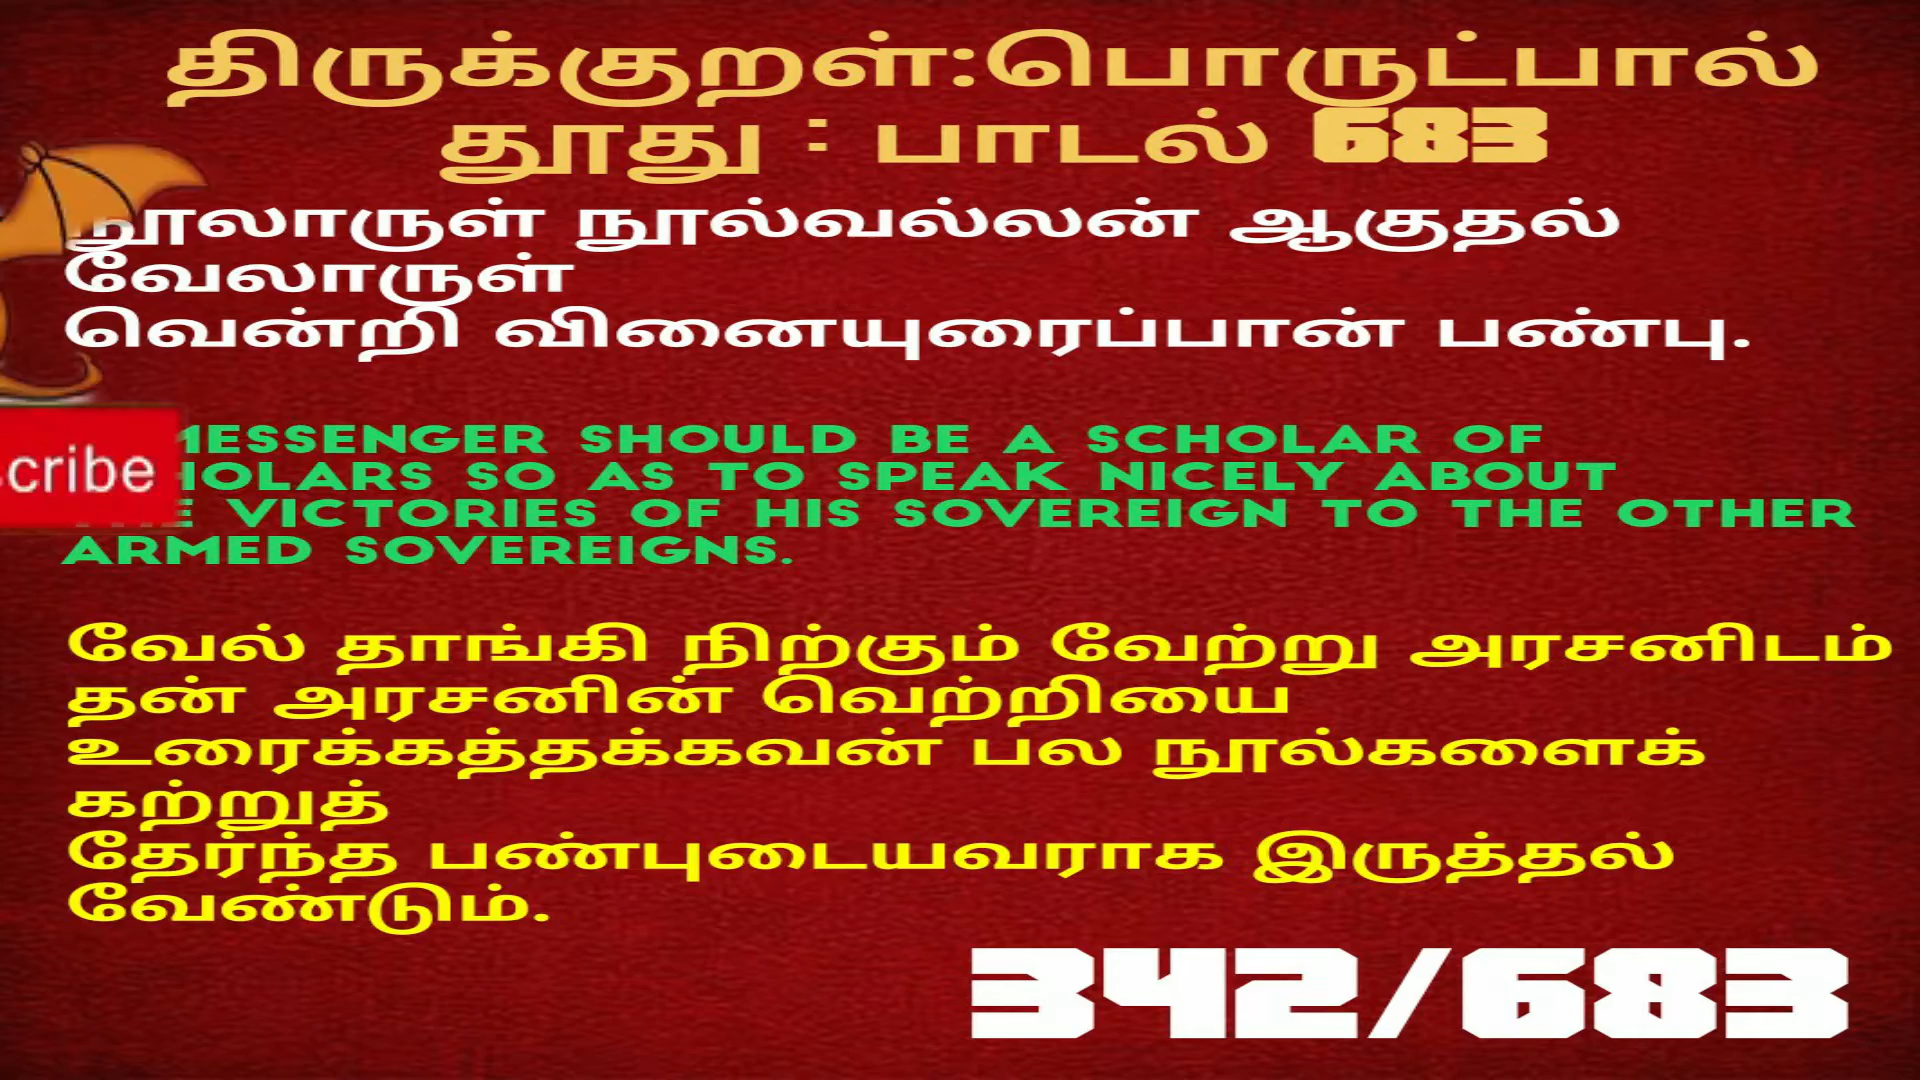 திருக்குறள்:பொருட்பால்
தூது : பாடல் 683
நூலாருள் நூல்வல்லன் ஆகுதல்
வேலாருள்
வென்றி வினையுரைப்பான் பண்பு.
MESSENGER SHOULD BE A SCHOLAR OF
SO AS TO SPEAK NICELY ABOUT
cribe
THE VICTORIES OF HIS SOVEREIGN TO THE OTHER
ARMED SOVEREIGNS.
வேல் தாங்கி நிற்கும் வேற்று அரசனிடம்
தன் அரசனின் வெற்றியை
உரைக்கத்தக்கவன் பல நூல்களைக்
கற்றுத்
தேர்ந்த பண்புடையவராக இருத்தல்
வேண்டும்.
342/683